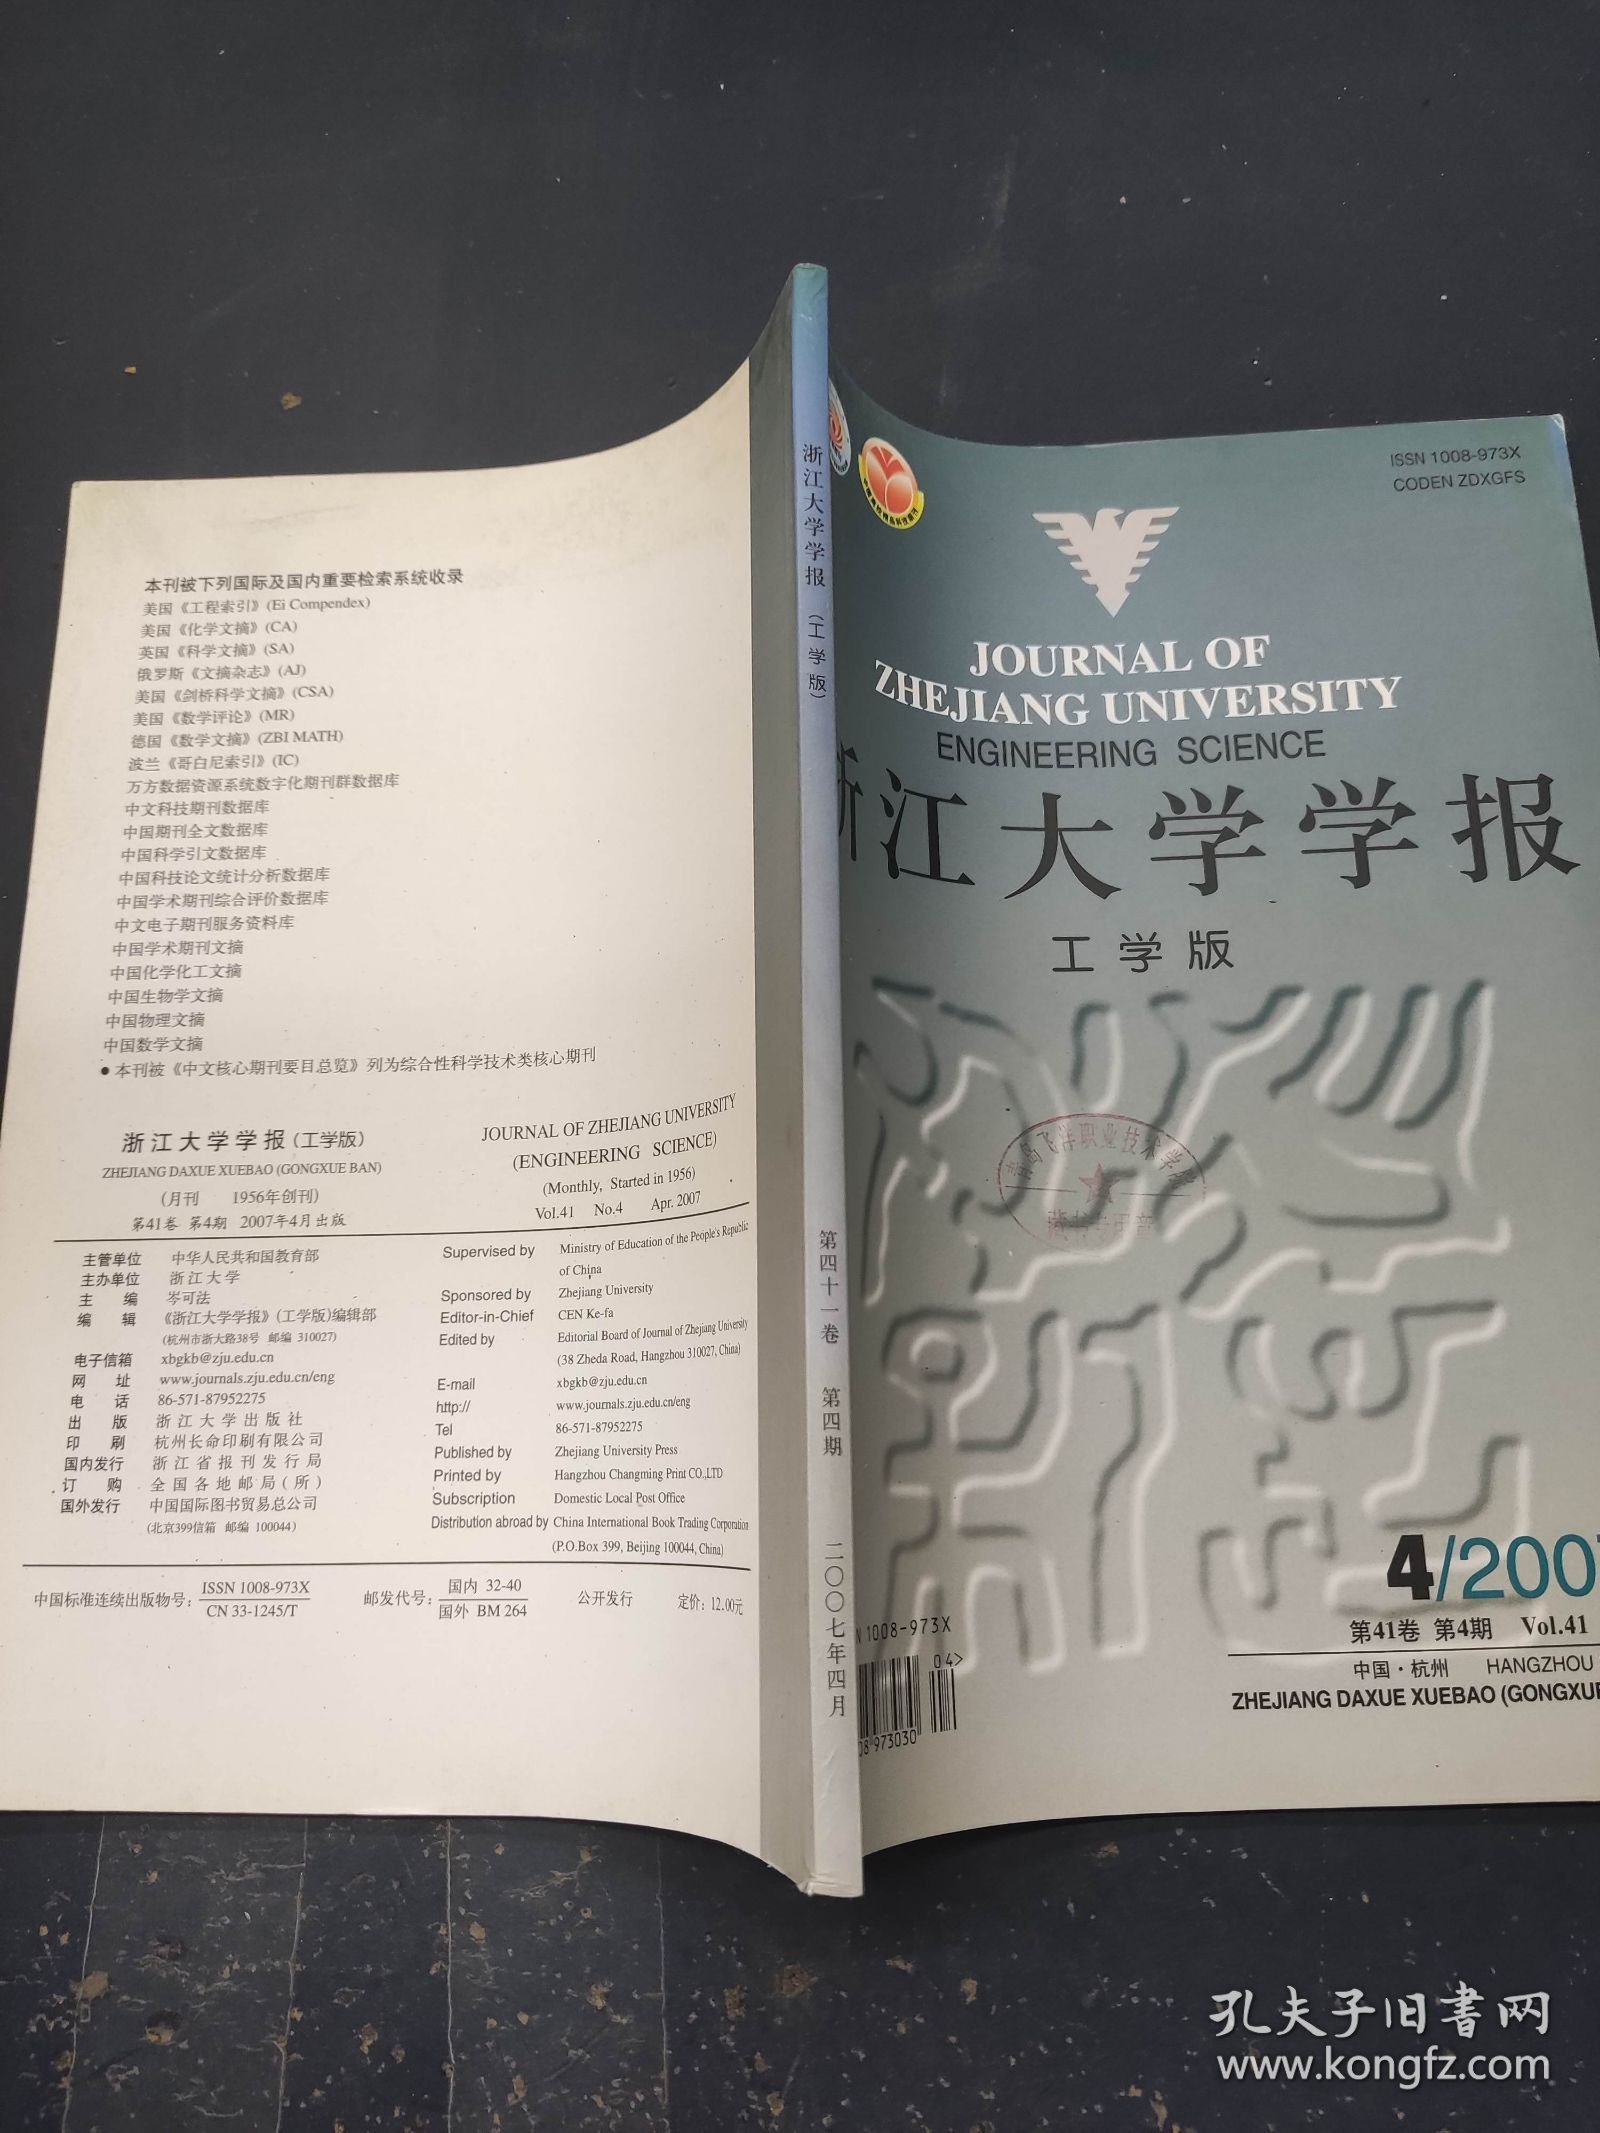 本刊被下列国际及国内重要检索系统收录
美国《工程索引》(Ei Compendex)
美国《化学文摘》(CA)
英国《科学文摘》(SA)
俄罗斯《文摘杂志》(AJ)
美国《剑桥科学文摘》(CSA)
美国《数学评论》(MR)
德国《数学文摘》(ZBI MATH)
波兰《哥白尼索引》(IC)
万方数据资源系统数字化期刊群数据库
中文科技期刊数据库
中国期刊全文数据库
中国科学引文数据库
中国科技论文统计分析数据库
中国学术期刊综合评价数据库
中文电子期刊服务资料库
中国学术期刊文摘
中国化学化工文摘
中国生物学文摘
中国物理文摘
中国数学文摘
● 本刊被《中文核心期刊要目总览》列为综合性科学技术类核心期刊
浙江大学学报(工学版)
ZHEJIANG DAXUE XUEBAO (GONGXUE BAN)
(月刊 1956年创刊)
第41卷 第4期 2007年4月出版
JOURNAL OF ZHEJIANG UNIVERSITY
(ENGINEERING SCIENCE)
(Monthly, Started in 1956)
Vol.41 No.4 Apr. 2007
主管单位 中华人民共和国教育部
主办单位 浙江大学
主 编 岑可法
编 辑 《浙江大学学报》(工学版)编辑部
(杭州市浙大路38号 邮编 310027)
电子信箱 xbgkb@zju.edu.cn
网 址 www.journals.zju.edu.cn/eng
电 话 86-571-87952275
出 版 浙江大学出版社
印 刷 杭州长命印刷有限公司
国内发行 浙江省报刊发行局
订 购 全国各地邮局(所)
国外发行 中国国际图书贸易总公司
(北京399信箱 邮编 100044)
Supervised by Ministry of Education of the People's Republic
of China
Sponsored by Zhejiang University
Editor-in-Chief CEN Ke-fa
Edited by Editorial Board of Journal of Zhejiang University
(38 Zheda Road, Hangzhou 310027, China)
E-mail xbgkb@zju.edu.cn
http:// www.journals.zju.edu.cn/eng
Tel 86-571-87952275
Published by Zhejiang University Press
Printed by Hangzhou Changming Print CO.,LTD
Subscription Domestic Local Post Office
Distribution abroad by China International Book Trading Corporation
(P.O.Box 399, Beijing 100044, China)
中国标准连续出版物号: ISSN 1008-973X
CN 33-1245/T
邮发代号: 国内 32-40
国外 BM 264
公开发行
定价: 12.00元
浙江大学学报 (工学版) 第四十一卷 第四期 二〇〇七年四月
ISSN 1008-973X
CODEN ZDXGFS
JOURNAL OF
ZHEJIANG UNIVERSITY
ENGINEERING SCIENCE
浙江大学学报
工学版
青岛飞洋职业技术学院
藏书专用章
4/200
第41卷 第4期 Vol.41
中国·杭州 HANGZHOU
ZHEJIANG DAXUE XUEBAO (GONGXUE
N 1008-973X
04>
08 973030
孔夫子旧书网
www.kongfz.com